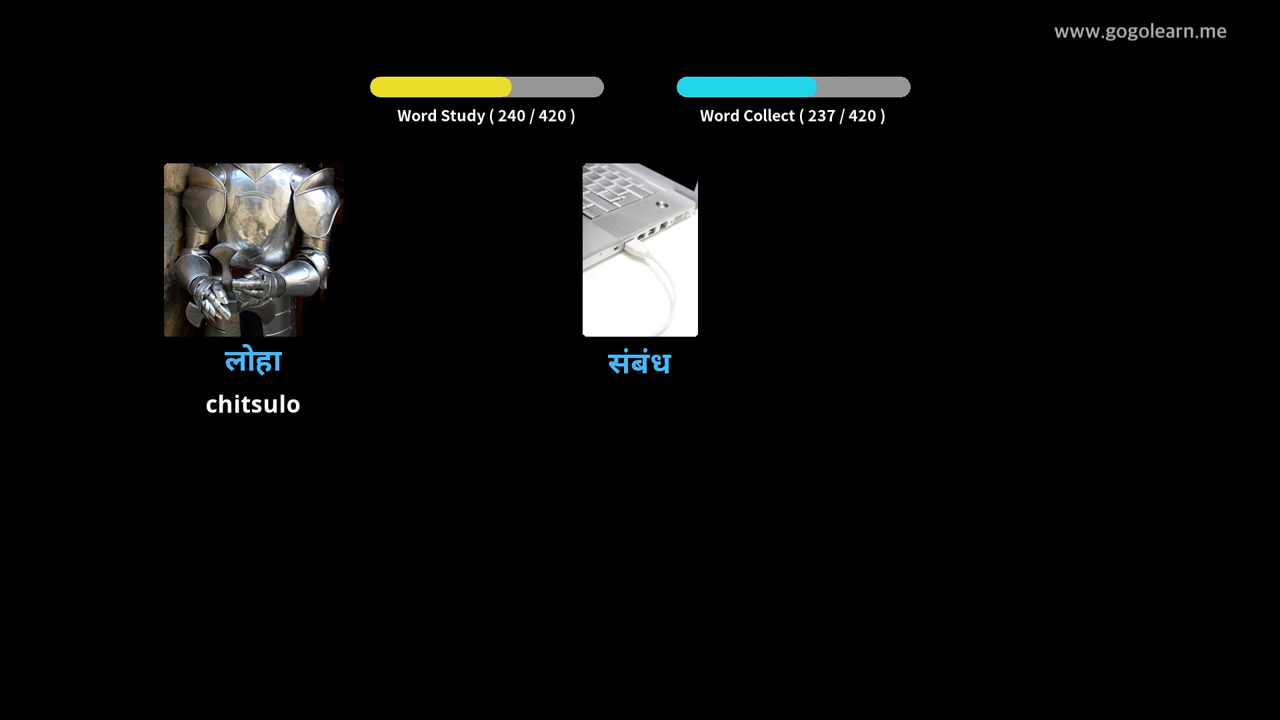 www.gogolearn.me
Word Study ( 240 / 420 )
Word Collect ( 237 / 420 )
लोहा
संबंध
chitsulo